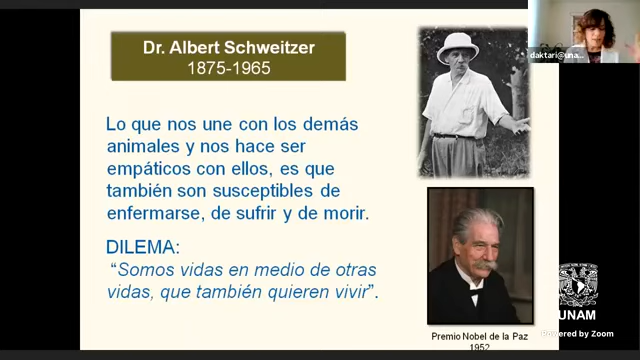 Dr. Albert Schweitzer
1875-1965
Lo que nos une con los demás
animales y nos hace ser
empáticos con ellos, es que
también son susceptibles de
enfermarse, de sufrir y de morir.
DILEMA:
“Somos vidas en medio de otras
vidas, que también quieren vivir”.
Premio Nobel de la Paz
1952
daktari@una...
UNAM
Powered by Zoom